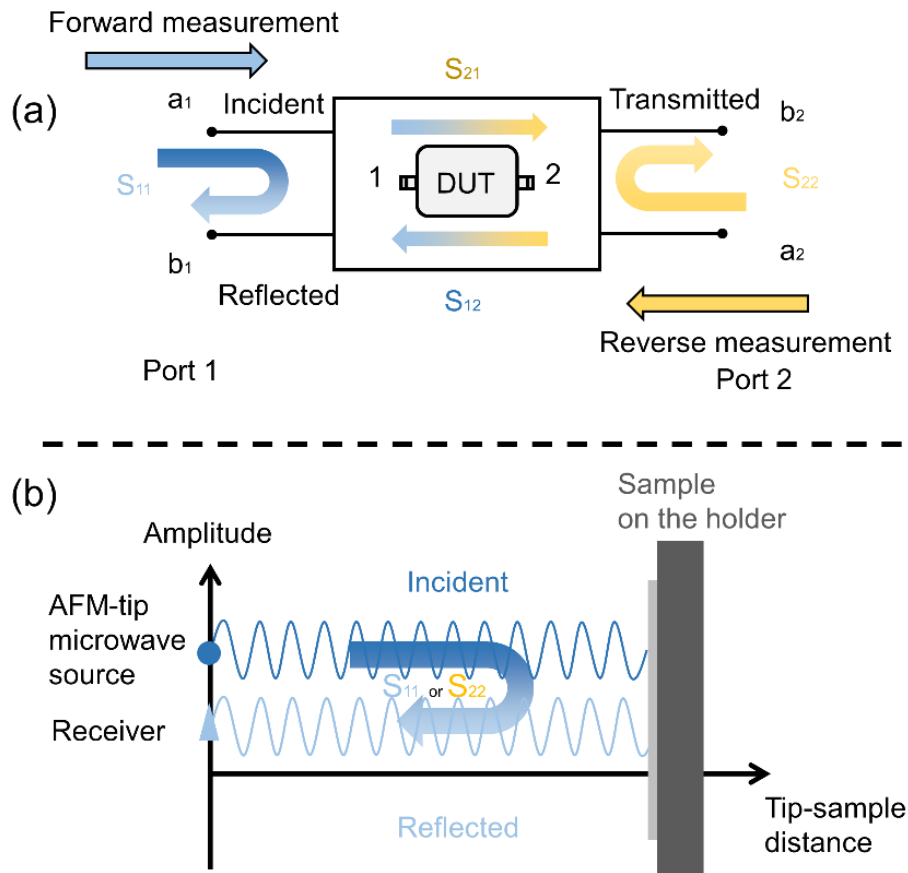 Forward measurement
(a)
S₂₁
a₁
Incident
Transmitted
b₂
S₁₁
1
DUT
2
S₂₂
b₁
Reflected
S₁₂
a₂
Reverse measurement
Port 1
Port 2
(b)
Sample
on the holder
Amplitude
Incident
AFM-tip
microwave
source
S₁₁ or S₂₂
Receiver
Reflected
Tip-sample
distance